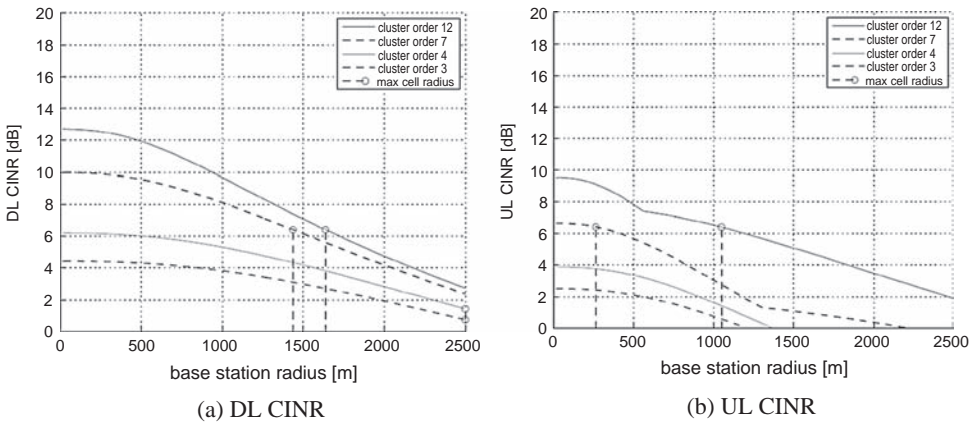 20
18
16
14
12
10
8
6
4
2
0
DL CINR [dB]
cluster order 12
cluster order 7
cluster order 4
cluster order 3
max cell radius
0 500 1000 1500 2000 2500
base station radius [m]
(a) DL CINR
20
18
16
14
12
10
8
6
4
2
0
UL CINR [dB]
cluster order 12
cluster order 7
cluster order 4
cluster order 3
max cell radius
0 500 1000 1500 2000 2500
base station radius [m]
(b) UL CINR